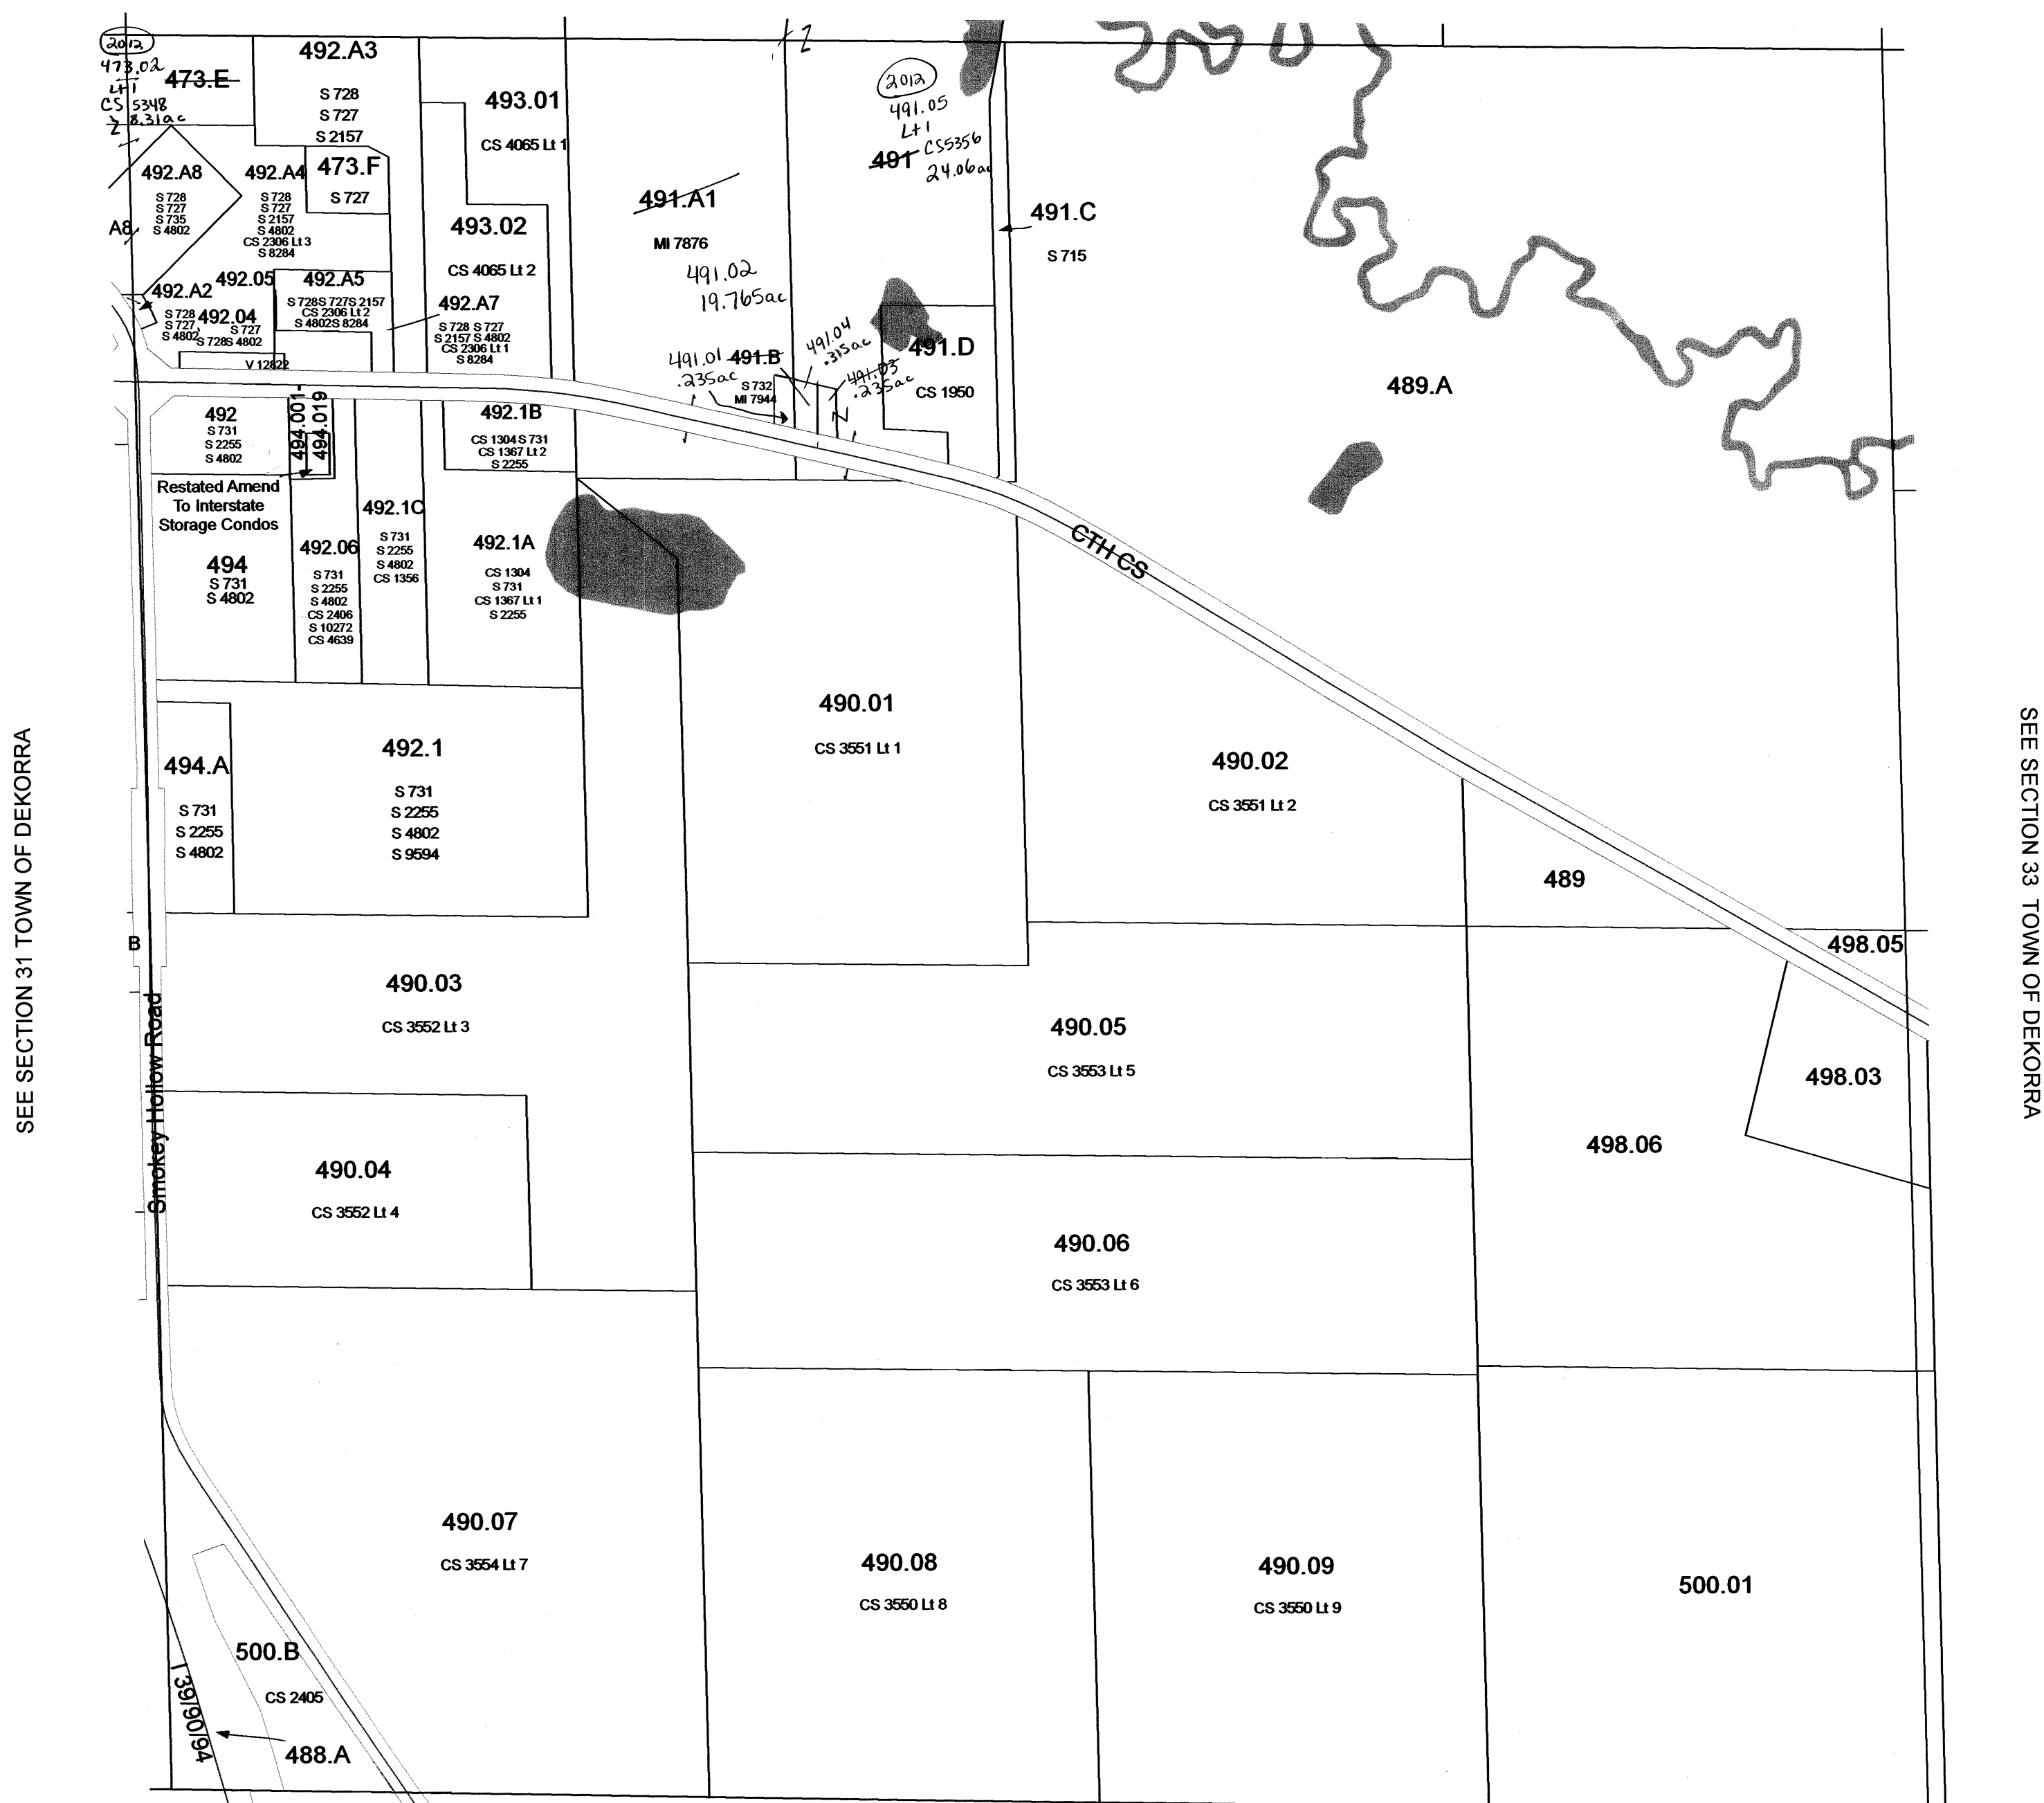 2012
473.02
Lt 1
CS 5348
8.31ac
473.E
492.A3
S 728
S 727
S 2157
493.01
CS 4065 Lt 1
2012
491.05
Lt 1
CS5356
24.06ac
491
492.A8
S 728
S 727
S 735
S 4802
A8
492.A4
S 728
S 727
S 2157
S 4802
CS 2306 Lt 3
S 8284
473.F
S 727
493.02
CS 4065 Lt 2
491.A1
MI 7876
491.02
19.765ac
491.C
S 715
492.A2
S 728
S 727
S 4802
492.05
492.04
S 727
S 728 S 4802
V 12822
492.A5
S 728 S 727 S 2157
CS 2306 Lt 2
S 4802 S 8284
492.A7
S 728 S 727
S 2157 S 4802
CS 2306 Lt 1
S 8284
491.01
.235ac
491.B
S 732
MI 7944
491.04
.315ac
491.03
.235ac
491.D
CS 1950
489.A
492
S 731
S 2255
S 4802
494.001 -
494.019
Restated Amend
To Interstate
Storage Condos
492.1B
CS 1304 S 731
CS 1367 Lt 2
S 2255
494
S 731
S 4802
492.06
S 731
S 2255
S 4802
CS 2406
S 10272
CS 4639
492.1C
S 731
S 2255
S 4802
CS 1356
492.1A
CS 1304
S 731
CS 1367 Lt 1
S 2255
CTH CS
494.A
S 731
S 2255
S 4802
492.1
S 731
S 2255
S 4802
S 9594
490.01
CS 3551 Lt 1
490.02
CS 3551 Lt 2
489
498.05
SEE SECTION 31 TOWN OF DEKORRA
SEE SECTION 33 TOWN OF DEKORRA
B
Smokey Hollow Road
490.03
CS 3552 Lt 3
490.05
CS 3553 Lt 5
498.03
498.06
490.04
CS 3552 Lt 4
490.06
CS 3553 Lt 6
490.07
CS 3554 Lt 7
490.08
CS 3550 Lt 8
490.09
CS 3550 Lt 9
500.01
500.B
CS 2405
I 39/90/94
488.A